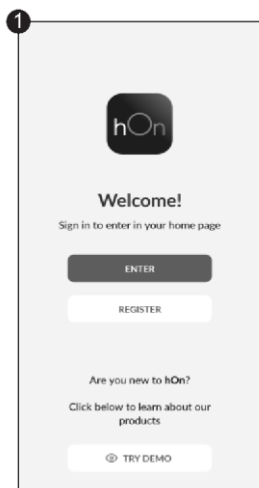 1
hOn
Welcome!
Sign in to enter in your home page
ENTER
REGISTER
Are you new to hOn?
Click below to learn about our
products
TRY DEMO